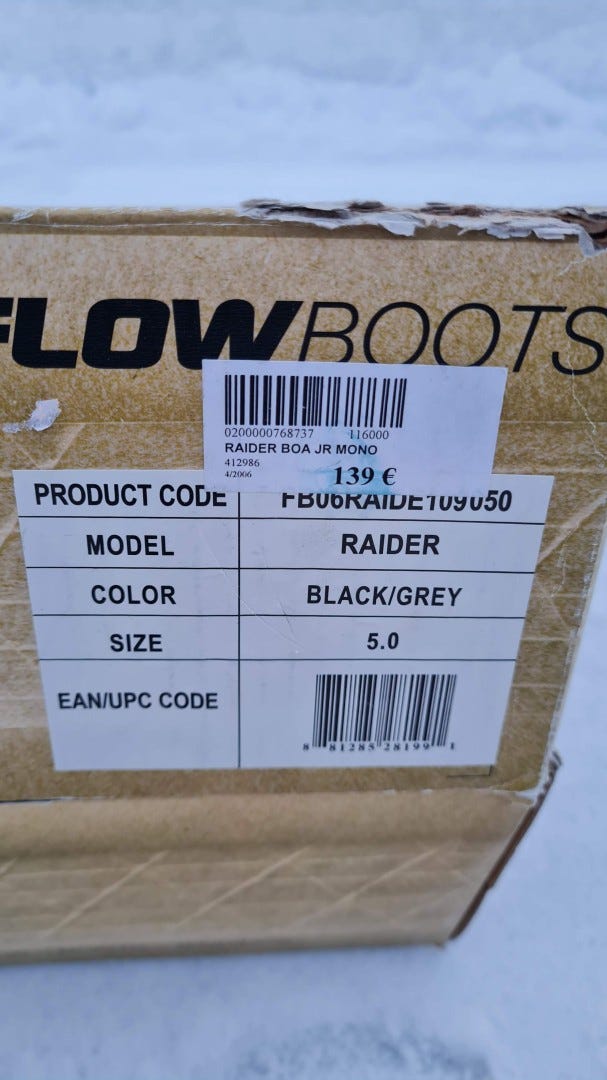 FLOWBOOTS
0200000768737 116000
RAIDER BOA JR MONO
412986
4/2006 139 €
PRODUCT CODE FB06RAIDE109050
MODEL RAIDER
COLOR BLACK/GREY
SIZE 5.0
EAN/UPC CODE
8 81285 28199 1